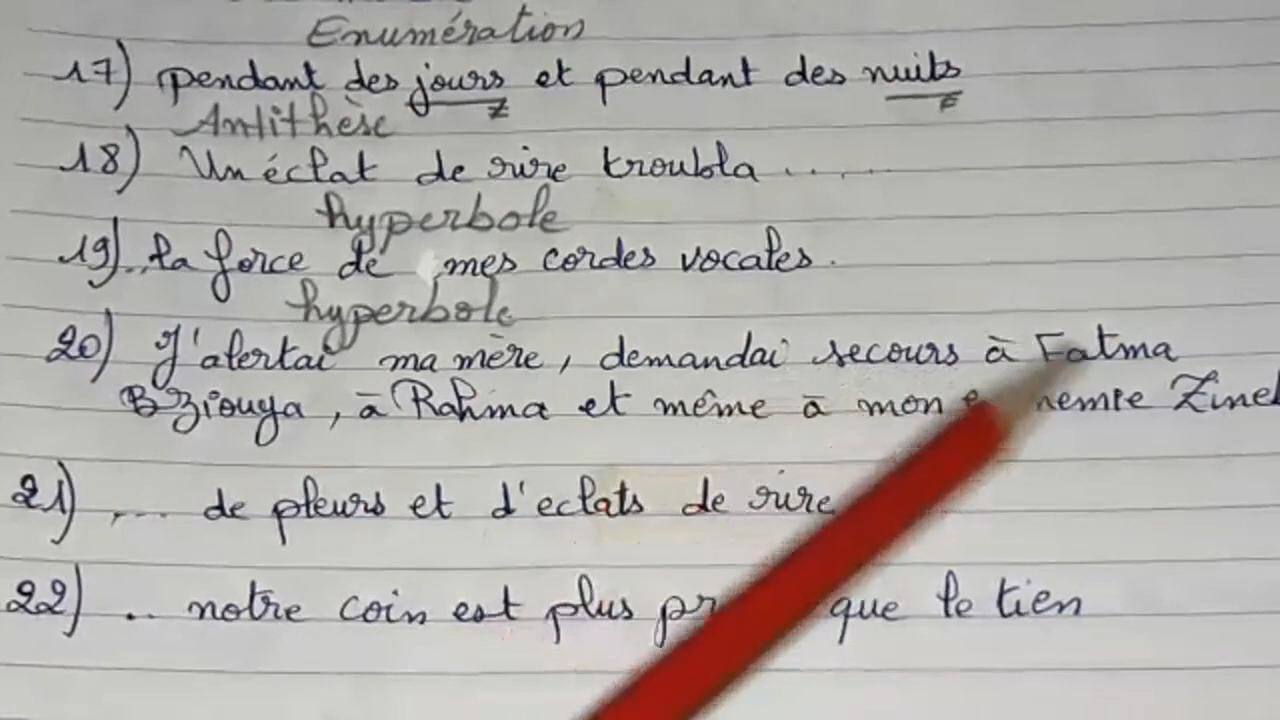 Enumération
17) pendant des jours et pendant des nuits
Antithèse
18) Un éclat de rire troubla ......
hyperbole
19).. la force de mes cordes vocales.
hyperbole
20) J'alertai ma mère, demandai secours à Fatma
Bziouya, à Rahma et même à mon
21) .... de pleurs et d'eclats de rire
22) .. notre coin est plus que le tien